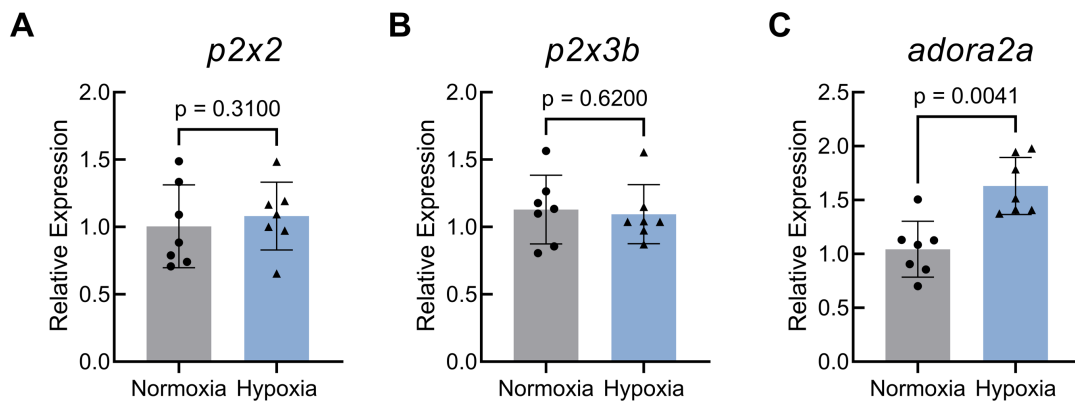 A
p2x2
p = 0.3100
Relative Expression
2.0
1.5
1.0
0.5
0.0
Normoxia Hypoxia
B
p2x3b
p = 0.6200
Relative Expression
2.0
1.5
1.0
0.5
0.0
Normoxia Hypoxia
C
adora2a
p = 0.0041
Relative Expression
2.5
2.0
1.5
1.0
0.5
0.0
Normoxia Hypoxia